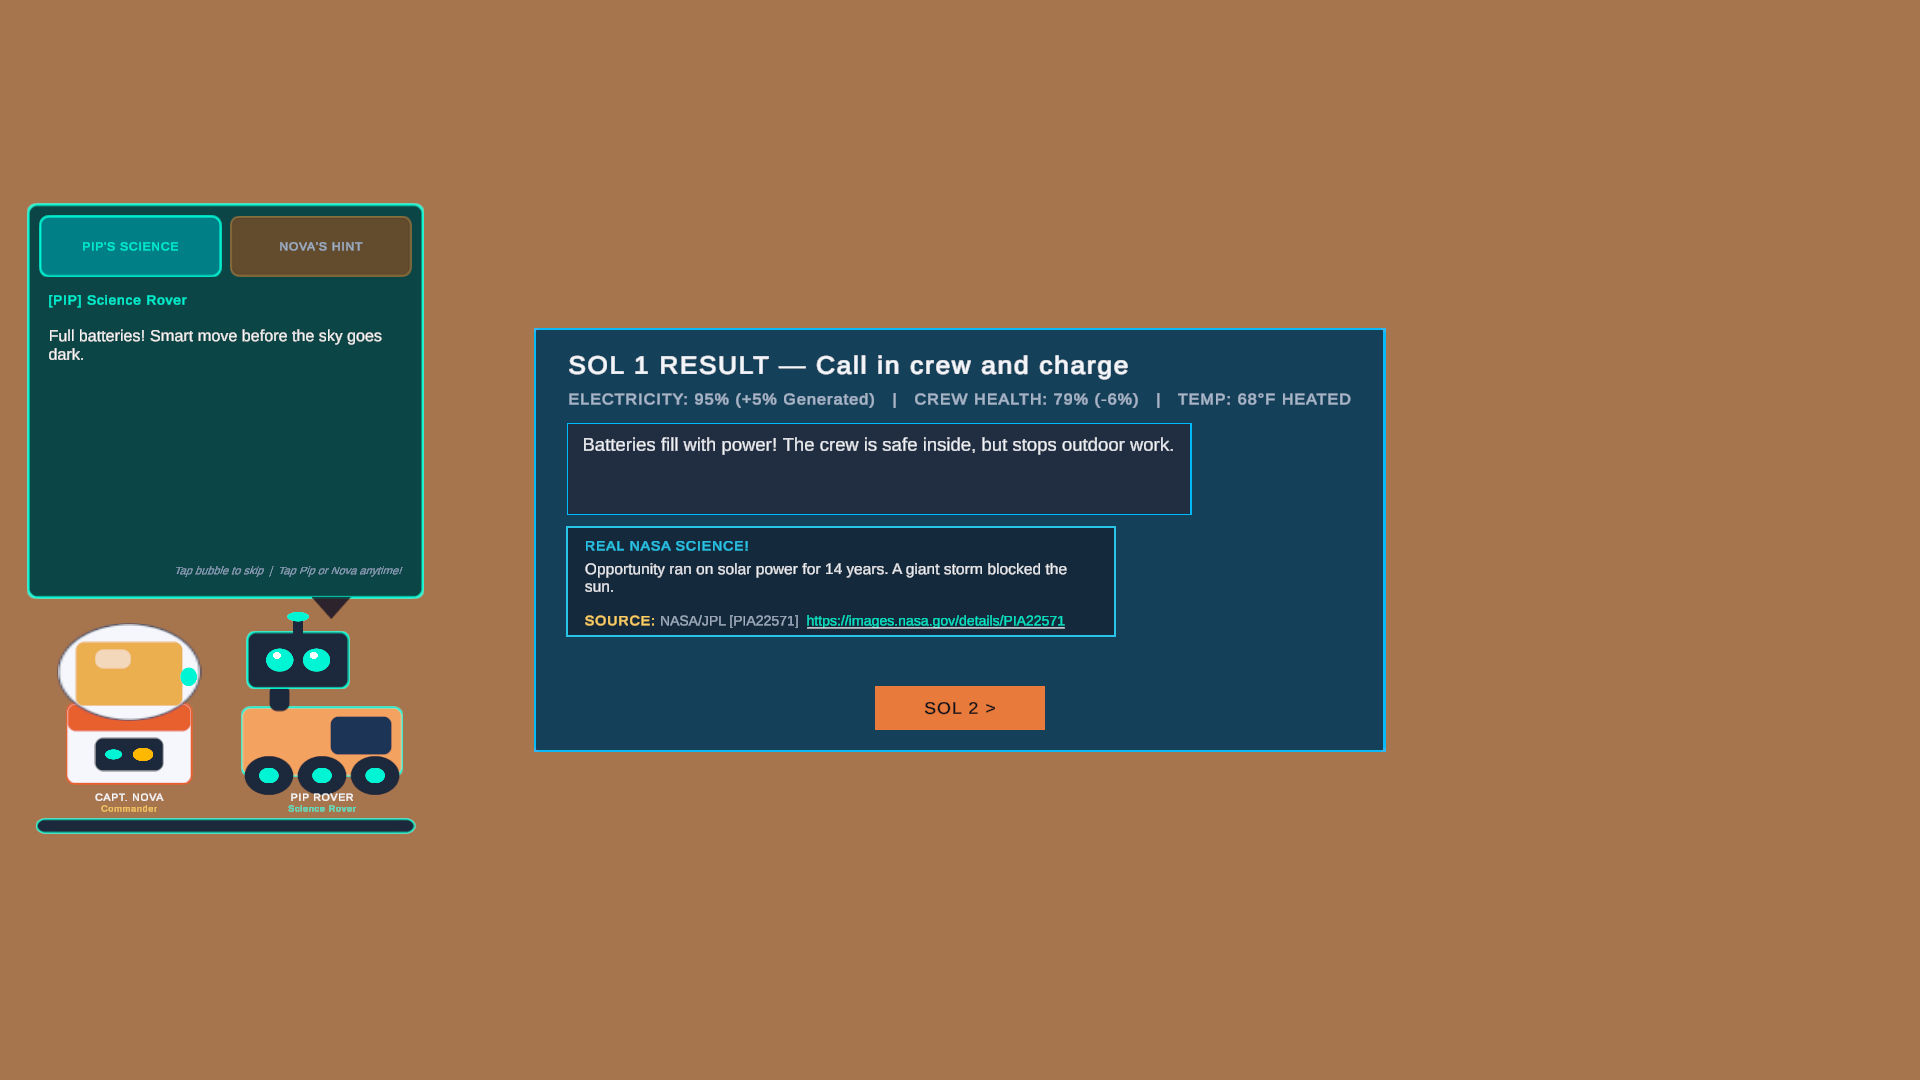 PIP'S SCIENCE
NOVA'S HINT
[PIP] Science Rover
Full batteries! Smart move before the sky goes
dark.
Tap bubble to skip | Tap Pip or Nova anytime!
CAPT. NOVA
Commander
PIP ROVER
Science Rover
SOL 1 RESULT — Call in crew and charge
ELECTRICITY: 95% (+5% Generated) | CREW HEALTH: 79% (-6%) | TEMP: 68°F HEATED
Batteries fill with power! The crew is safe inside, but stops outdoor work.
REAL NASA SCIENCE!
Opportunity ran on solar power for 14 years. A giant storm blocked the
sun.
SOURCE: NASA/JPL [PIA22571] https://images.nasa.gov/details/PIA22571
SOL 2 >